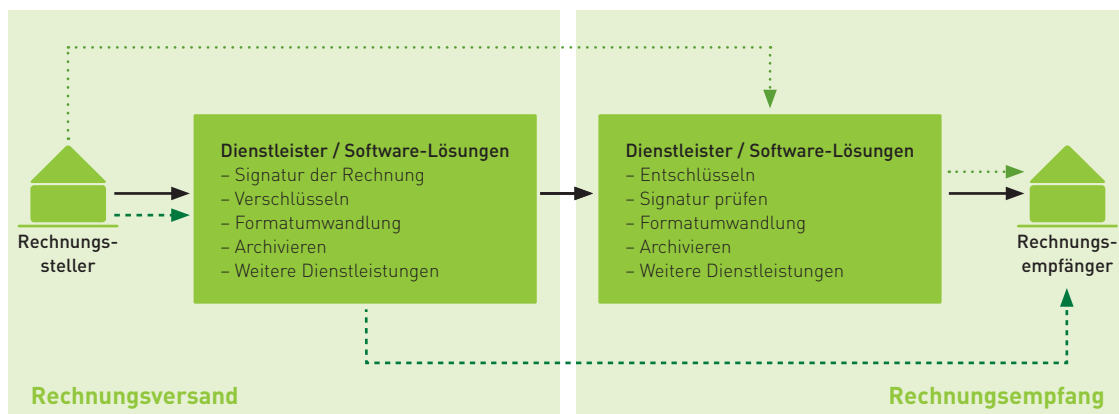 Rechnungs-
steller
Dienstleister / Software-Lösungen
– Signatur der Rechnung
– Verschlüsseln
– Formatumwandlung
– Archivieren
– Weitere Dienstleistungen
Dienstleister / Software-Lösungen
– Entschlüsseln
– Signatur prüfen
– Formatumwandlung
– Archivieren
– Weitere Dienstleistungen
Rechnungs-
empfänger
Rechnungsversand
Rechnungsempfang